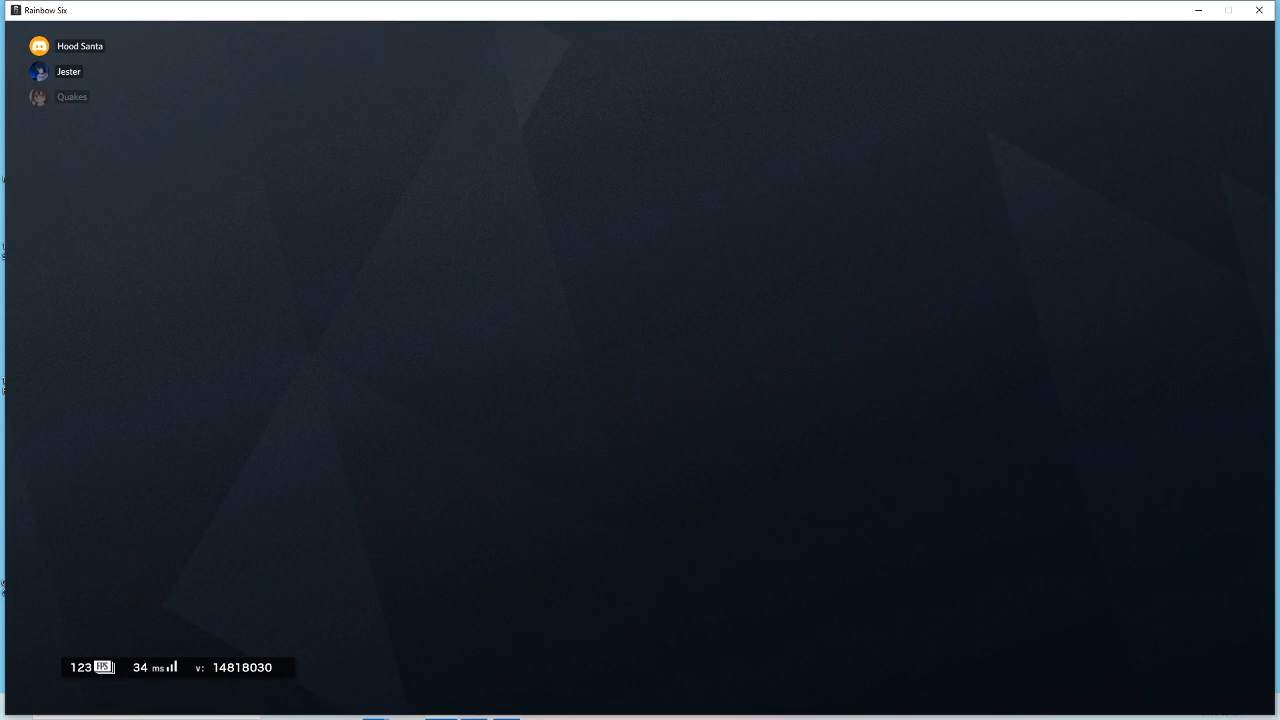 Rainbow Six
Hood Santa
Jester
Quakes
123 FPS 34 ms v: 14818030